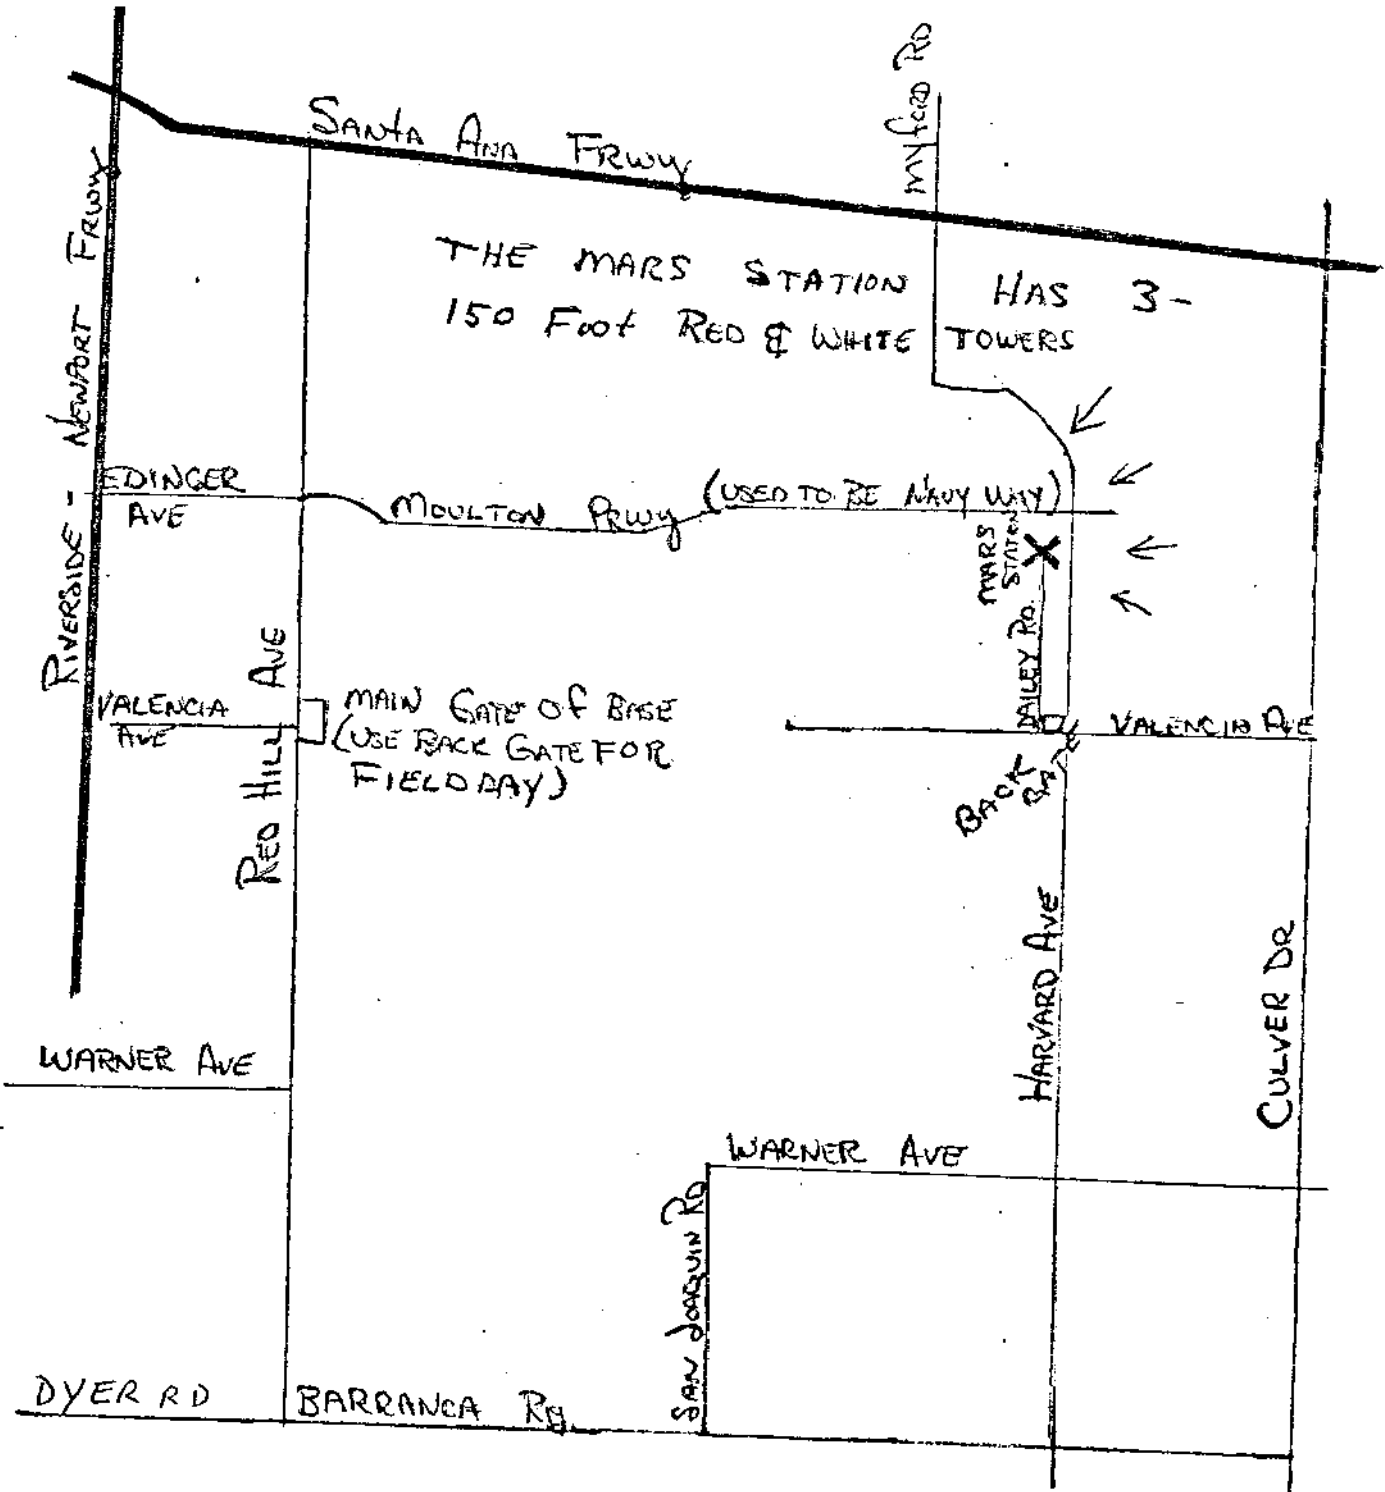 myford RD
SANTA ANA FRWY
RIVERSIDE - NEWPORT FRWY
THE MARS STATION HAS 3-
150 Foot RED & WHITE TOWERS
EDINGER
AVE
MOULTON PRWY
(USED TO BE NAVY WAY)
MARS
STATION
DAILEY RD.
RED HILL AVE
VALENCIA
AVE
MAIN GATE OF BASE
(USE BACK GATE FOR
FIELD DAY)
VALENCIA AVE
BACK
HARVARD AVE
CULVER DR
WARNER AVE
WARNER AVE
SAN JOAQUIN RD
DYER RD
BARRANCA RD.